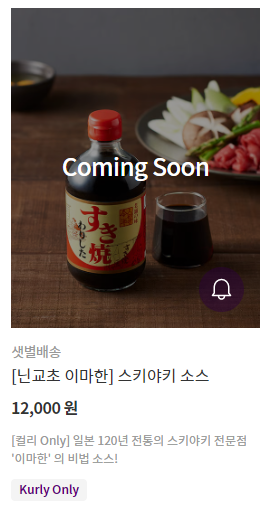 Coming Soon
すき焼
わりした
샛별배송
[닌교초 이마한] 스키야키 소스
12,000 원
[컬리 Only] 일본 120년 전통의 스키야키 전문점
'이마한' 의 비법 소스!
Kurly Only